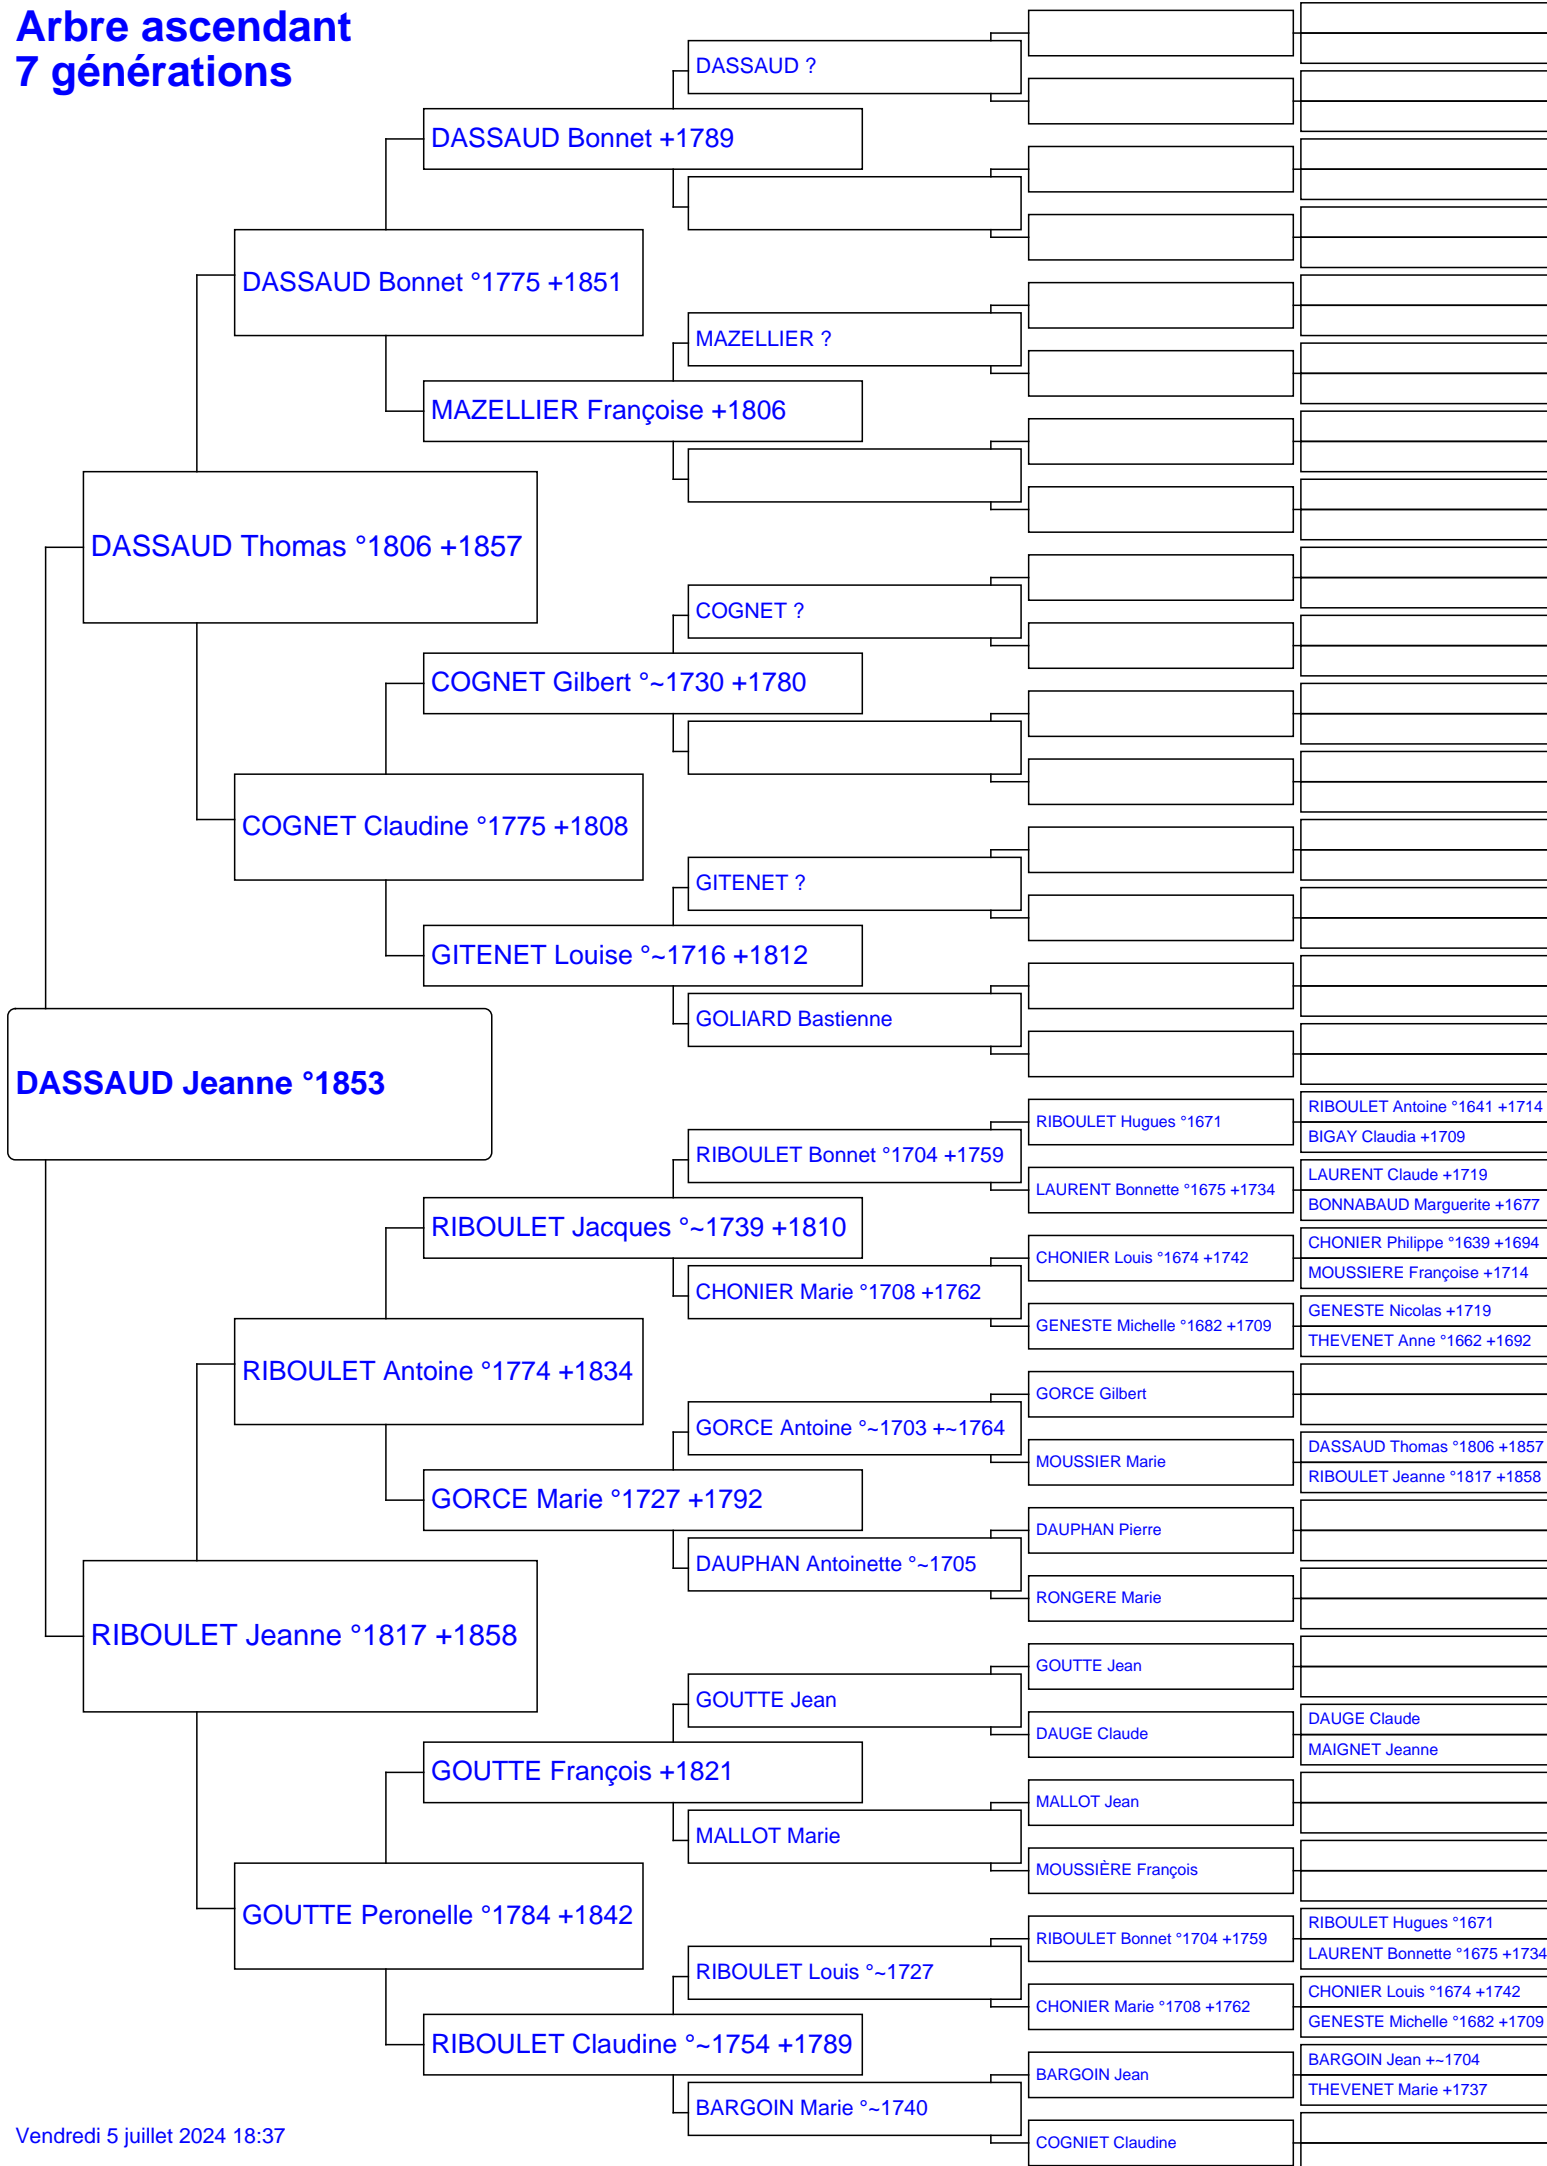 Arbre ascendant
7 générations
DASSAUD ?
DASSAUD Bonnet +1789
DASSAUD Bonnet °1775 +1851
MAZELLIER ?
MAZELLIER Françoise +1806
DASSAUD Thomas °1806 +1857
COGNET ?
COGNET Gilbert °~1730 +1780
COGNET Claudine °1775 +1808
GITENET ?
GITENET Louise °~1716 +1812
GOLIARD Bastienne
DASSAUD Jeanne °1853
RIBOULET Antoine °1641 +1714
RIBOULET Hugues °1671
BIGAY Claudia +1709
RIBOULET Bonnet °1704 +1759
LAURENT Claude +1719
LAURENT Bonnette °1675 +1734
BONNABAUD Marguerite +1677
RIBOULET Jacques °~1739 +1810
CHONIER Philippe °1639 +1694
CHONIER Louis °1674 +1742
MOUSSIERE Françoise +1714
CHONIER Marie °1708 +1762
GENESTE Nicolas +1719
GENESTE Michelle °1682 +1709
THEVENET Anne °1662 +1692
RIBOULET Antoine °1774 +1834
GORCE Gilbert
GORCE Antoine °~1703 +~1764
DASSAUD Thomas °1806 +1857
MOUSSIER Marie
RIBOULET Jeanne °1817 +1858
GORCE Marie °1727 +1792
DAUPHAN Pierre
DAUPHAN Antoinette °~1705
RONGERE Marie
RIBOULET Jeanne °1817 +1858
GOUTTE Jean
GOUTTE Jean
DAUGE Claude
DAUGE Claude
MAIGNET Jeanne
GOUTTE François +1821
MALLOT Jean
MALLOT Marie
MOUSSIÈRE François
GOUTTE Peronelle °1784 +1842
RIBOULET Hugues °1671
RIBOULET Bonnet °1704 +1759
LAURENT Bonnette °1675 +1734
RIBOULET Louis °~1727
CHONIER Louis °1674 +1742
CHONIER Marie °1708 +1762
GENESTE Michelle °1682 +1709
RIBOULET Claudine °~1754 +1789
BARGOIN Jean +~1704
BARGOIN Jean
THEVENET Marie +1737
BARGOIN Marie °~1740
COGNIET Claudine
Vendredi 5 juillet 2024 18:37